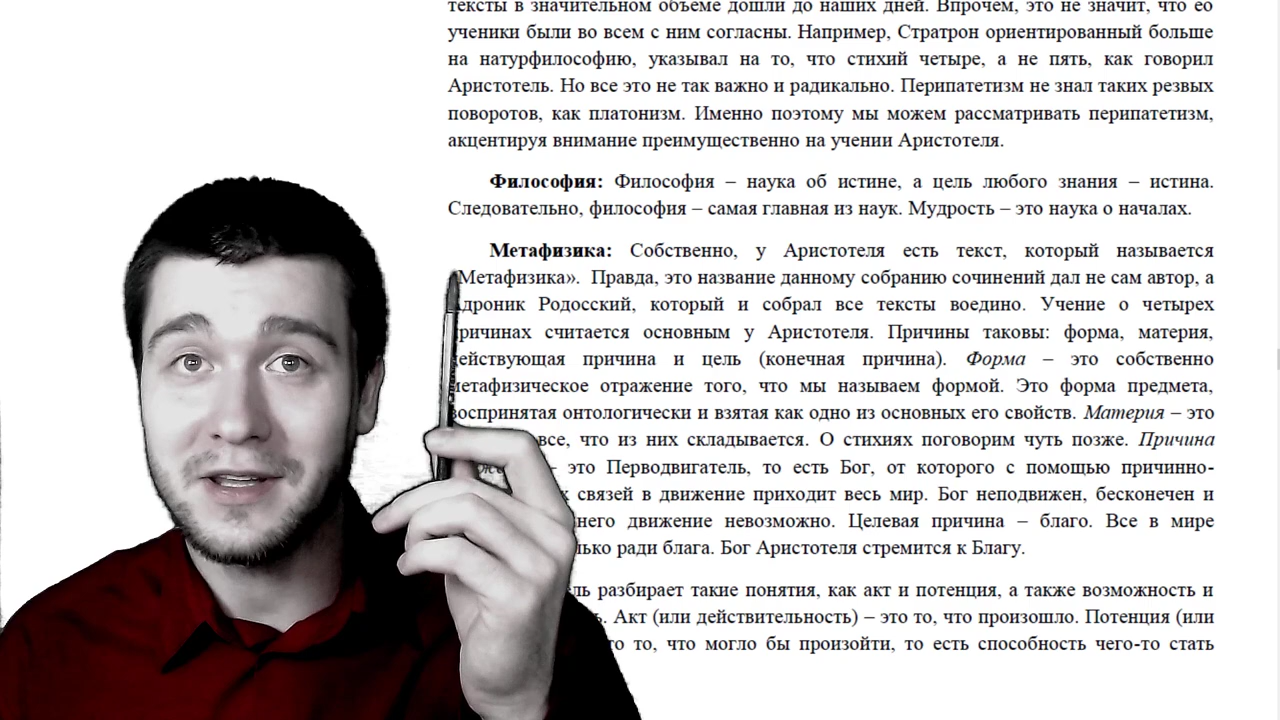 тексты в значительном объеме дошли до наших дней. Впрочем, это не значит, что его
ученики были во всем с ним согласны. Например, Стратрон ориентированный больше
на натурфилософию, указывал на то, что стихий четыре, а не пять, как говорил
Аристотель. Но все это не так важно и радикально. Перипатетизм не знал таких резвых
поворотов, как платонизм. Именно поэтому мы можем рассматривать перипатетизм,
акцентируя внимание преимущественно на учении Аристотеля.
Философия: Философия – наука об истине, а цель любого знания – истина.
Следовательно, философия – самая главная из наук. Мудрость – это наука о началах.
Метафизика: Собственно, у Аристотеля есть текст, который называется
«Метафизика». Правда, это название данному собранию сочинений дал не сам автор, а
Родосский, который и собрал все тексты воедино. Учение о четырех
причинах считается основным у Аристотеля. Причины таковы: форма, материя,
действующая причина и цель (конечная причина). Форма – это собственно
метафизическое отражение того, что мы называем формой. Это форма предмета,
воспринятая онтологически и взятая как одно из основных его свойств. Материя – это
все, что из них складывается. О стихиях поговорим чуть позже. Причина
– это Перводвигатель, то есть Бог, от которого с помощью причинно-
связей в движение приходит весь мир. Бог неподвижен, бесконечен и
него движение невозможно. Целевая причина – благо. Все в мире
ради блага. Бог Аристотеля стремится к Благу.
разбирает такие понятия, как акт и потенция, а также возможность и
Акт (или действительность) – это то, что произошло. Потенция (или
то, что могло бы произойти, то есть способность чего-то стать